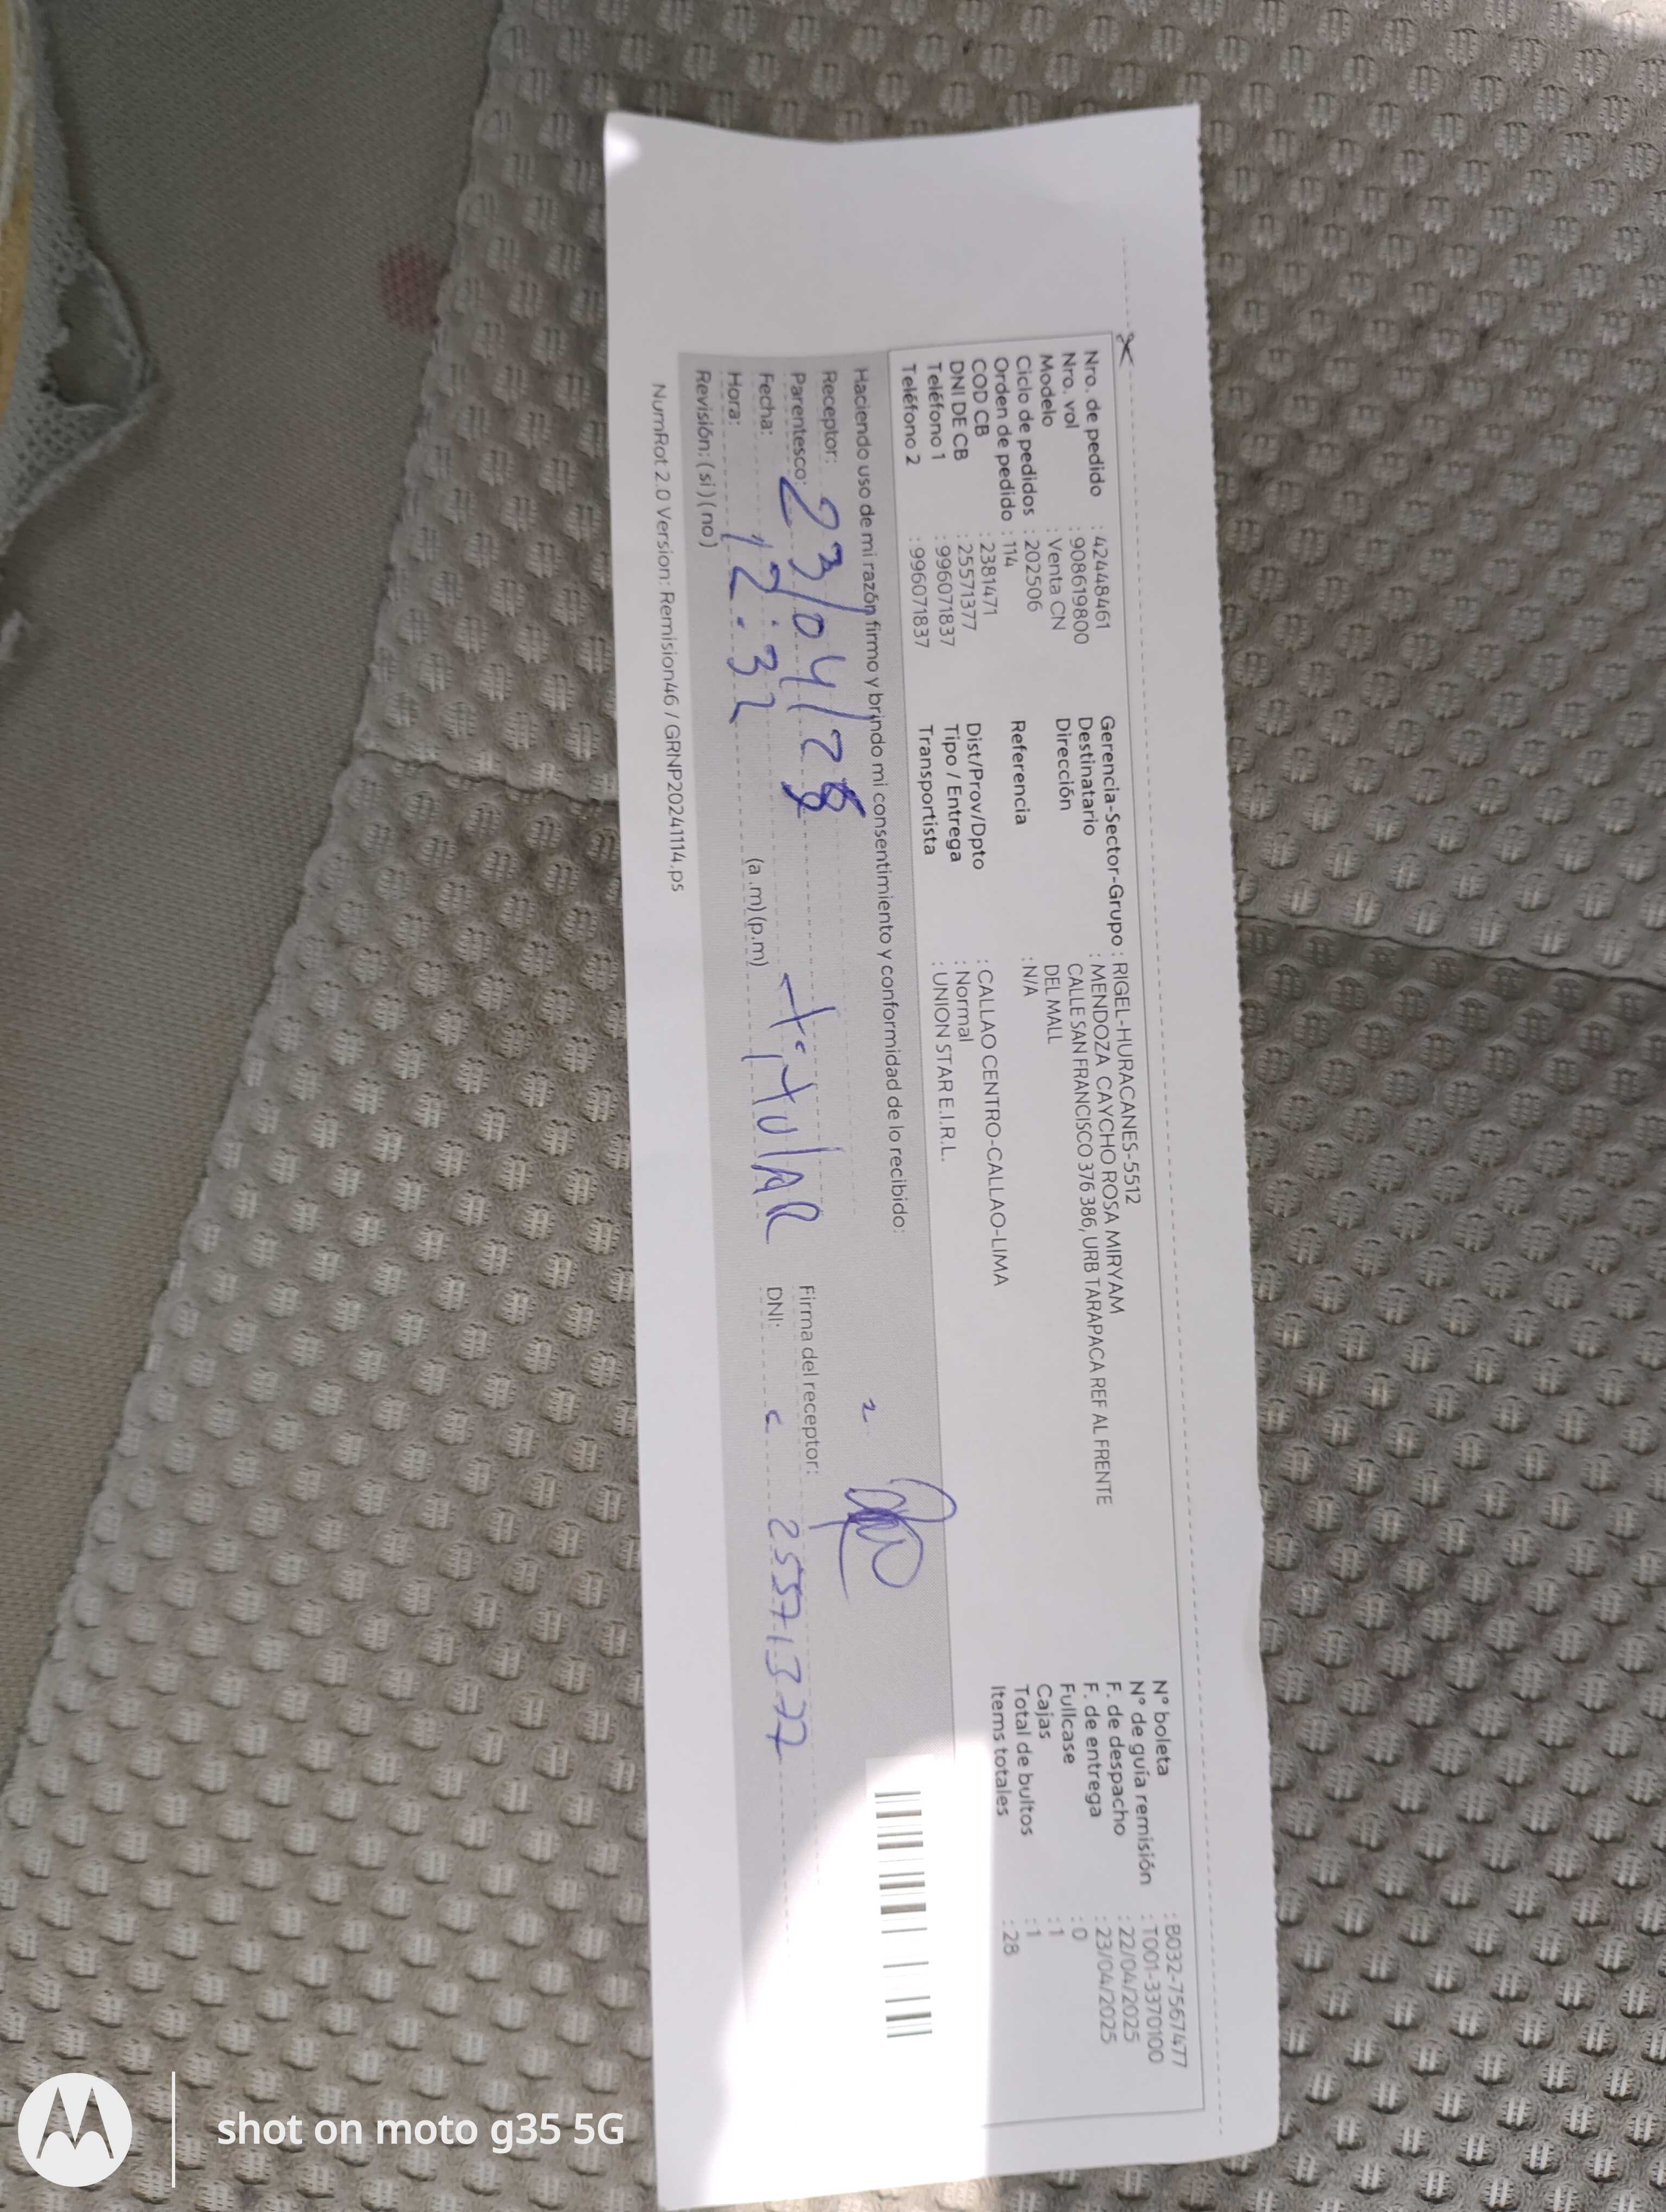 Nro. de pedido : 42448461
Nro. vol : 908619800
Modelo : Venta CN
Ciclo de pedidos : 202506
Orden de pedido : 114
COD CB : 2381471
DNI DE CB : 25571377
Teléfono 1 : 996071837
Teléfono 2 : 996071837
Gerencia-Sector-Grupo : RIGEL-HURACANES-5512
Destinatario : MENDOZA CAYCHO ROSA MIRYAM
Dirección CALLE SAN FRANCISCO 376 386, URB TARAPACA REF AL FRENTE
DEL MALL
Referencia : N/A
Dist/Prov/Dpto : CALLAO CENTRO-CALLAO-LIMA
Tipo / Entrega : Normal
Transportista : UNION STAR E.I.R.L.
N° boleta : B032-7567477
N° de guía remisión : T001-3370100
F. de despacho : 22/04/2025
F. de entrega : 23/04/2025
Fullcase : 0
Cajas : 1
Total de bultos : 1
Items totales : 28
Haciendo uso de mi razón firmo y brindo mi consentimiento y conformidad de lo recibido:
Receptor:
Parentesco: 23/04/25 titulAR
Fecha:
Hora: 12:32 (a.m)(p.m)
Revisión: (si)(no)
Firma del receptor:
DNI: 25571377
NumRot 2.0 Version: Remision46 / GRNP20241114.ps
shot on moto g35 5G